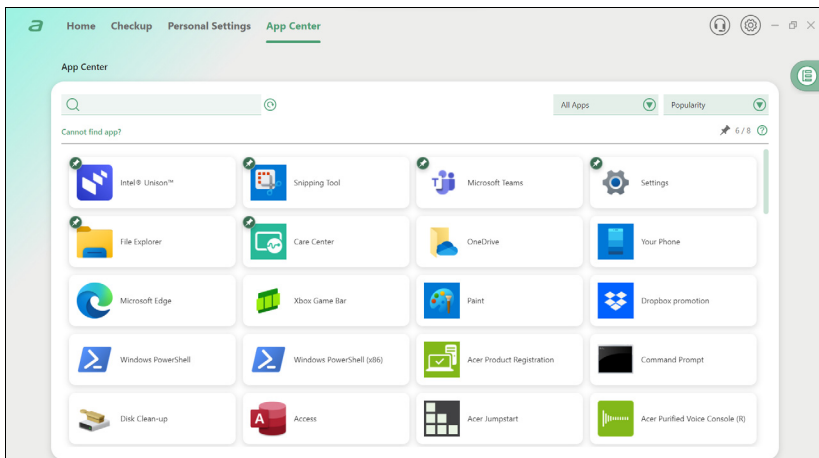 a Home Checkup Personal Settings App Center
App Center
All Apps Popularity
Cannot find app? 6 / 8 ?
Intel® Unison™ Snipping Tool Microsoft Teams Settings
File Explorer Care Center OneDrive Your Phone
Microsoft Edge Xbox Game Bar Paint Dropbox promotion
Windows PowerShell Windows PowerShell (x86) Acer Product Registration Command Prompt
Disk Clean-up A Access Acer Jumpstart Acer Purified Voice Console (R)